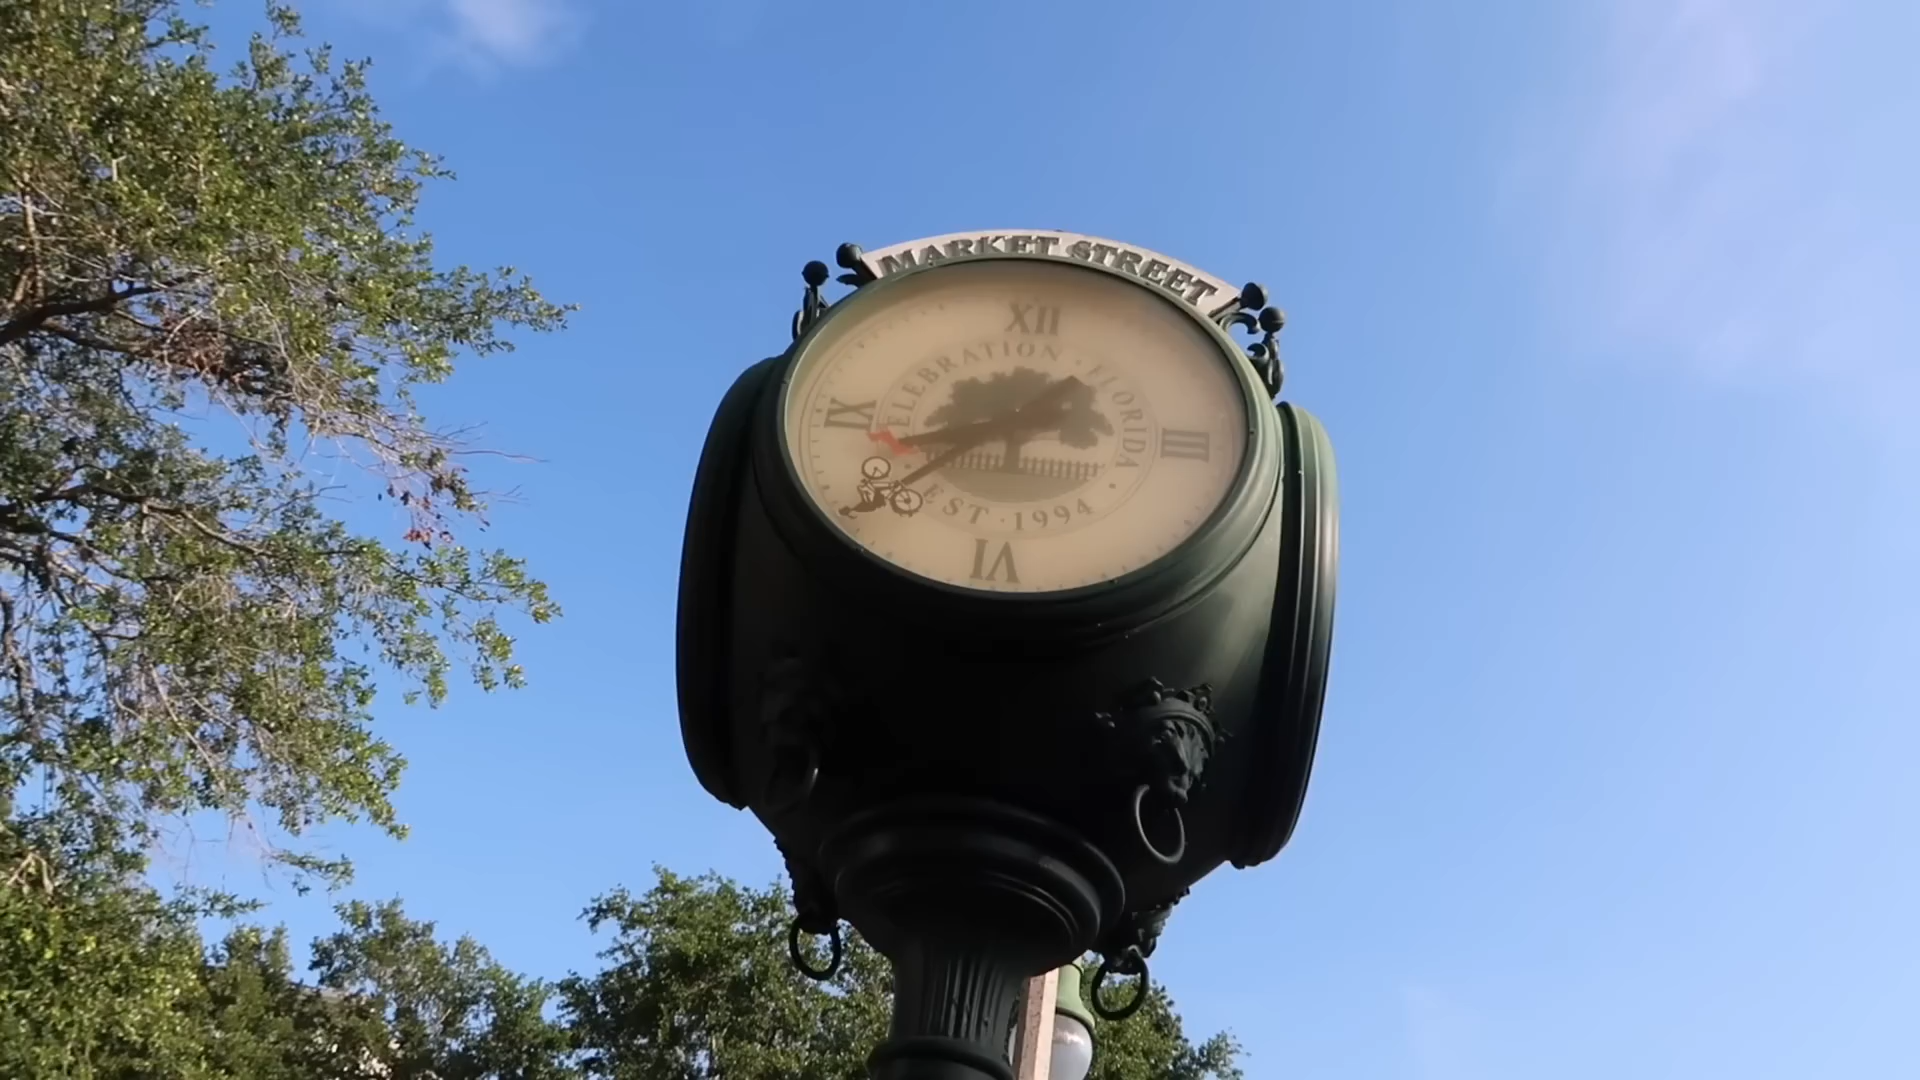 MARKET STREET
XII
CELEBRATION · FLORIDA ·
IX
III
EST · 1994
VI